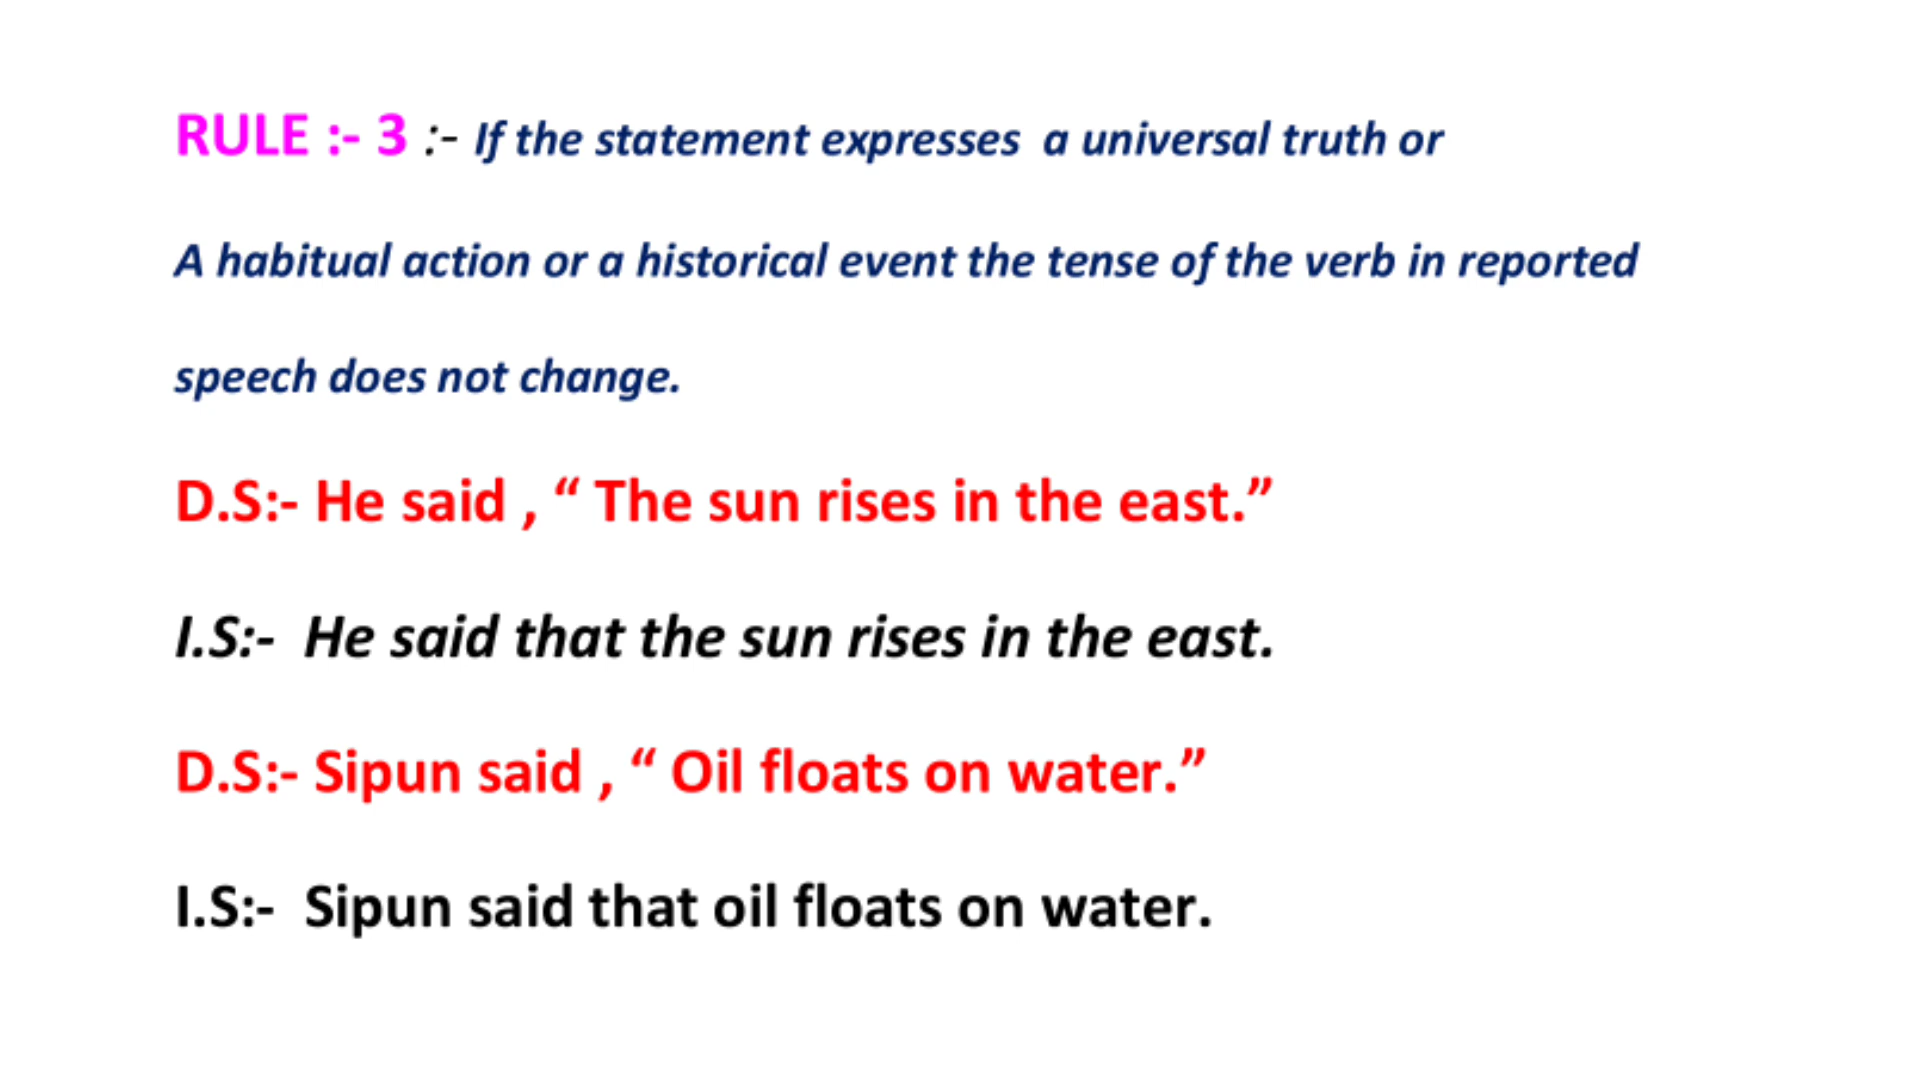 RULE :- 3 :- If the statement expresses a universal truth or
A habitual action or a historical event the tense of the verb in reported
speech does not change.
D.S:- He said , “ The sun rises in the east.”
I.S:- He said that the sun rises in the east.
D.S:- Sipun said , “ Oil floats on water.”
I.S:- Sipun said that oil floats on water.